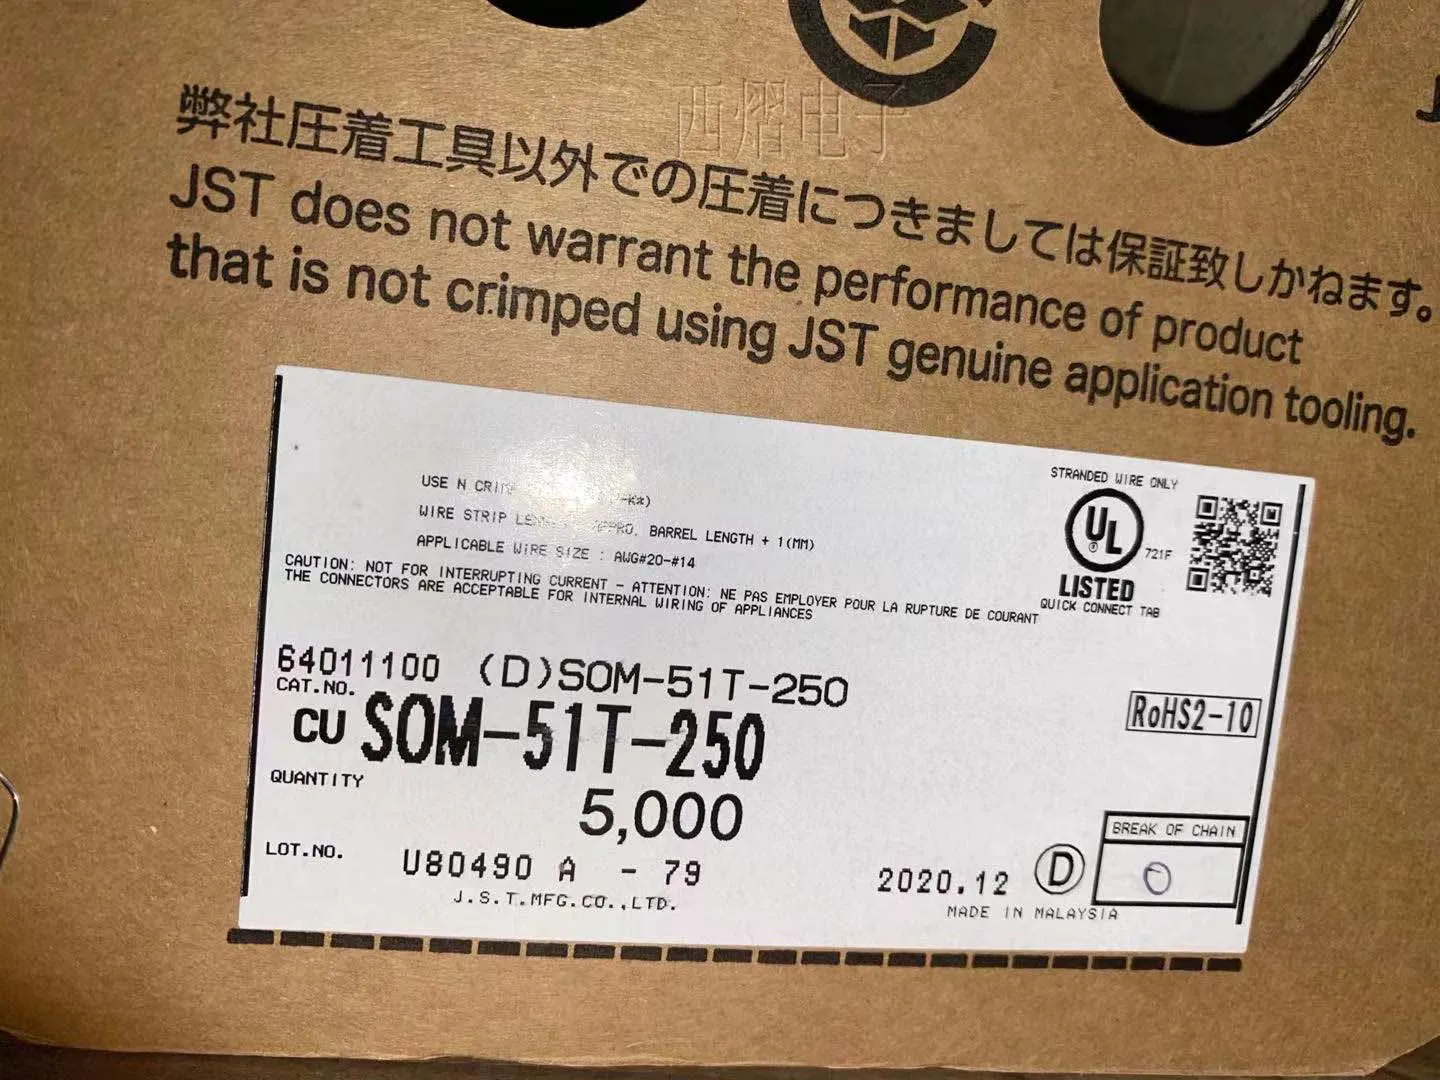 西熠电子
弊社圧着工具以外での圧着につきましては保証致しかねます。
JST does not warrant the performance of product
that is not crimped using JST genuine application tooling.
STRANDED WIRE ONLY
USE N
WIRE STRIP BARREL LENGTH + 1(MM)
APPLICABLE WIRE SIZE : AWG#20-#14
UL
721F
LISTED
QUICK CONNECT TAB
CAUTION: NOT FOR INTERRUPTING CURRENT - ATTENTION: NE PAS EMPLOYER POUR LA RUPTURE DE COURANT
THE CONNECTORS ARE ACCEPTABLE FOR INTERNAL WIRING OF APPLIANCES
64011100 (D)SOM-51T-250
CAT.NO.
CU SOM-51T-250
RoHS2-10
QUANTITY
5,000
BREAK OF CHAIN
0
LOT.NO. U80490 A - 79
2020.12 D
J.S.T.MFG.CO.,LTD.
MADE IN MALAYSIA